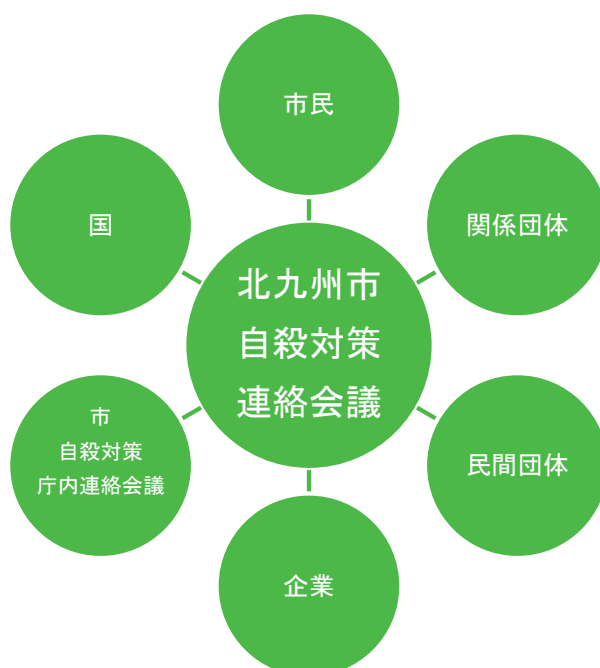 市民
国
関係団体
北九州市
自殺対策
連絡会議
市
自殺対策
庁内連絡会議
民間団体
企業